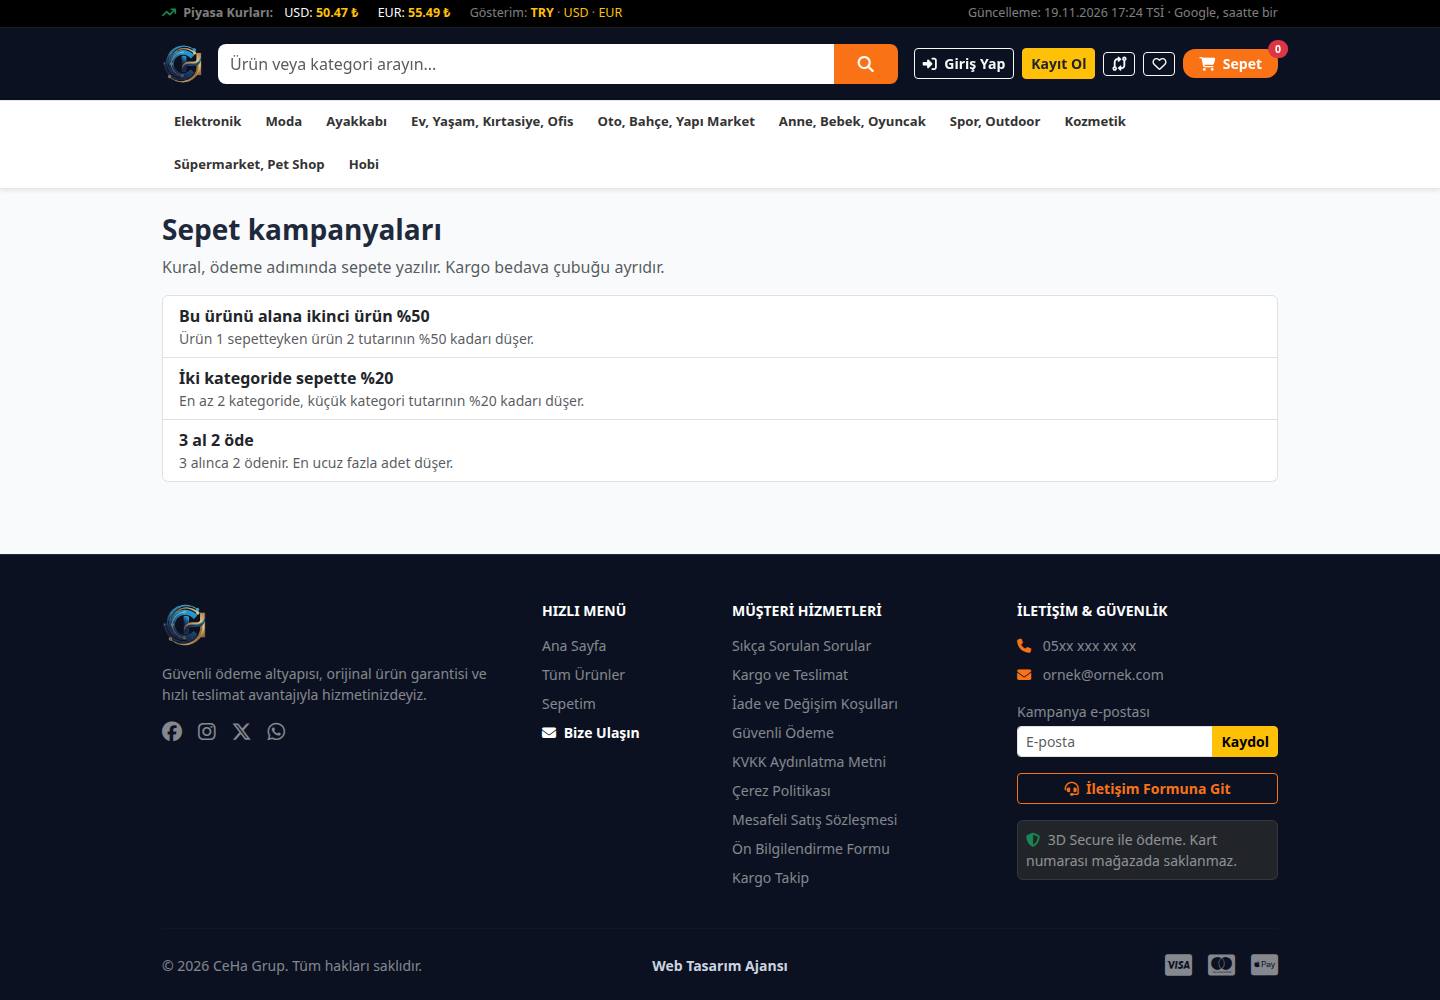 Piyasa Kurları: USD: 50.47 ₺ EUR: 55.49 ₺ Gösterim: TRY · USD · EUR
Güncelleme: 19.11.2026 17:24 TSİ · Google, saatte bir
Ürün veya kategori arayın...
Giriş Yap
Kayıt Ol
Sepet
0
Elektronik Moda Ayakkabı Ev, Yaşam, Kırtasiye, Ofis Oto, Bahçe, Yapı Market Anne, Bebek, Oyuncak Spor, Outdoor Kozmetik
Süpermarket, Pet Shop Hobi
Sepet kampanyaları
Kural, ödeme adımında sepete yazılır. Kargo bedava çubuğu ayrıdır.
Bu ürünü alana ikinci ürün %50
Ürün 1 sepetteyken ürün 2 tutarının %50 kadarı düşer.
İki kategoride sepette %20
En az 2 kategoride, küçük kategori tutarının %20 kadarı düşer.
3 al 2 öde
3 alınca 2 ödenir. En ucuz fazla adet düşer.
Güvenli ödeme altyapısı, orijinal ürün garantisi ve
hızlı teslimat avantajıyla hizmetinizdeyiz.
HIZLI MENÜ
Ana Sayfa
Tüm Ürünler
Sepetim
Bize Ulaşın
MÜŞTERİ HİZMETLERİ
Sıkça Sorulan Sorular
Kargo ve Teslimat
İade ve Değişim Koşulları
Güvenli Ödeme
KVKK Aydınlatma Metni
Çerez Politikası
Mesafeli Satış Sözleşmesi
Ön Bilgilendirme Formu
Kargo Takip
İLETİŞİM & GÜVENLİK
05xx xxx xx xx
ornek@ornek.com
Kampanya e-postası
E-posta
Kaydol
İletişim Formuna Git
3D Secure ile ödeme. Kart
numarası mağazada saklanmaz.
© 2026 CeHa Grup. Tüm hakları saklıdır.
Web Tasarım Ajansı
VISA
Pay